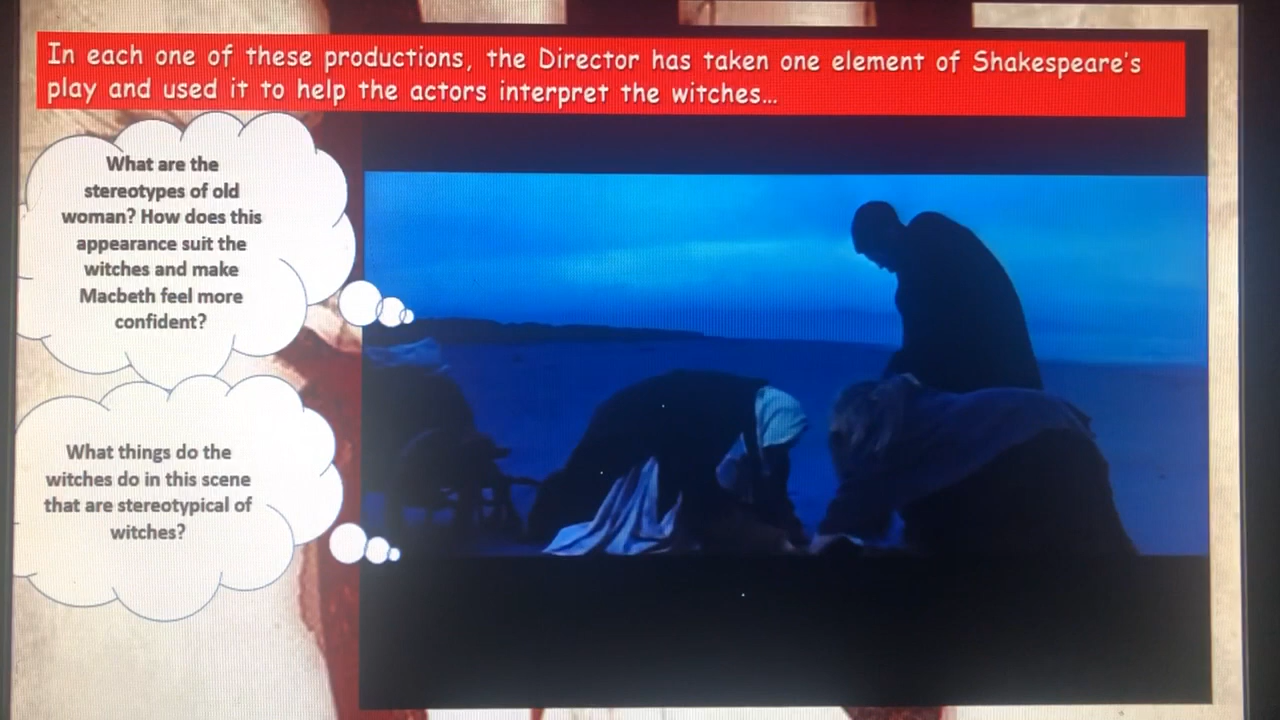 In each one of these productions, the Director has taken one element of Shakespeare's
play and used it to help the actors interpret the witches...
What are the
stereotypes of old
woman? How does this
appearance suit the
witches and make
Macbeth feel more
confident?
What things do the
witches do in this scene
that are stereotypical of
witches?